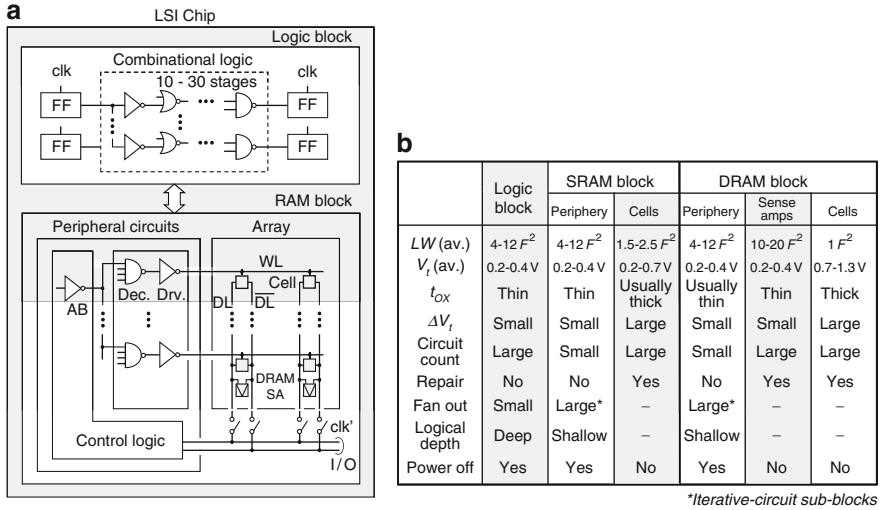 a
LSI Chip
Logic block
Combinational logic
clk
10 - 30 stages
clk
FF
FF
FF
FF
RAM block
Peripheral circuits
Array
WL
Cell
AB
Dec.
Drv.
DL
DL
DRAM
SA
Control logic
clk'
I/O
b
Logic block SRAM block DRAM block
Periphery Cells Periphery Sense amps Cells
LW (av.) 4-12 F² 4-12 F² 1.5-2.5 F² 4-12 F² 10-20 F² 1 F²
Vt (av.) 0.2-0.4 V 0.2-0.4 V 0.2-0.7 V 0.2-0.4 V 0.2-0.4 V 0.7-1.3 V
tOX Thin Thin Usually thick Usually thin Thin Thick
ΔVt Small Small Large Small Small Large
Circuit count Large Small Large Small Large Large
Repair No No Yes No Yes Yes
Fan out Small Large* – Large* – –
Logical depth Deep Shallow – Shallow – –
Power off Yes Yes No Yes No No
*Iterative-circuit sub-blocks